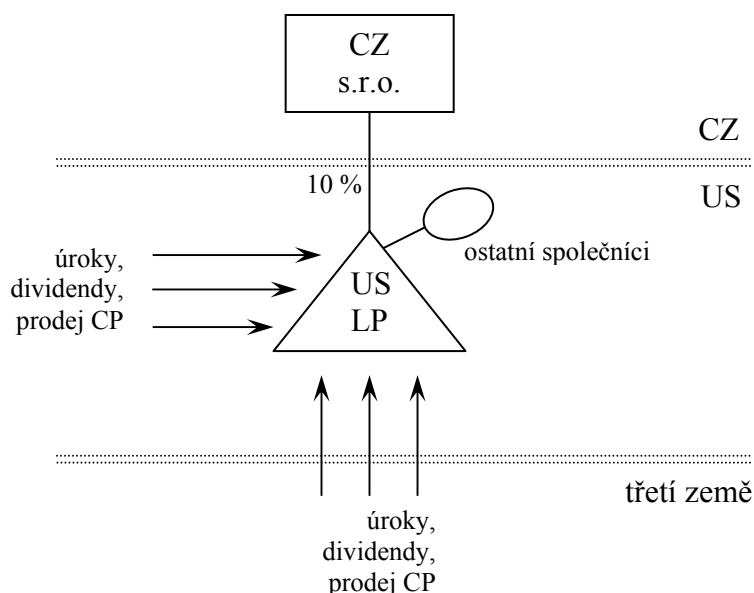 CZ
s.r.o.
CZ
10 %
US
ostatní společníci
úroky,
dividendy,
prodej CP
US
LP
třetí země
úroky,
dividendy,
prodej CP